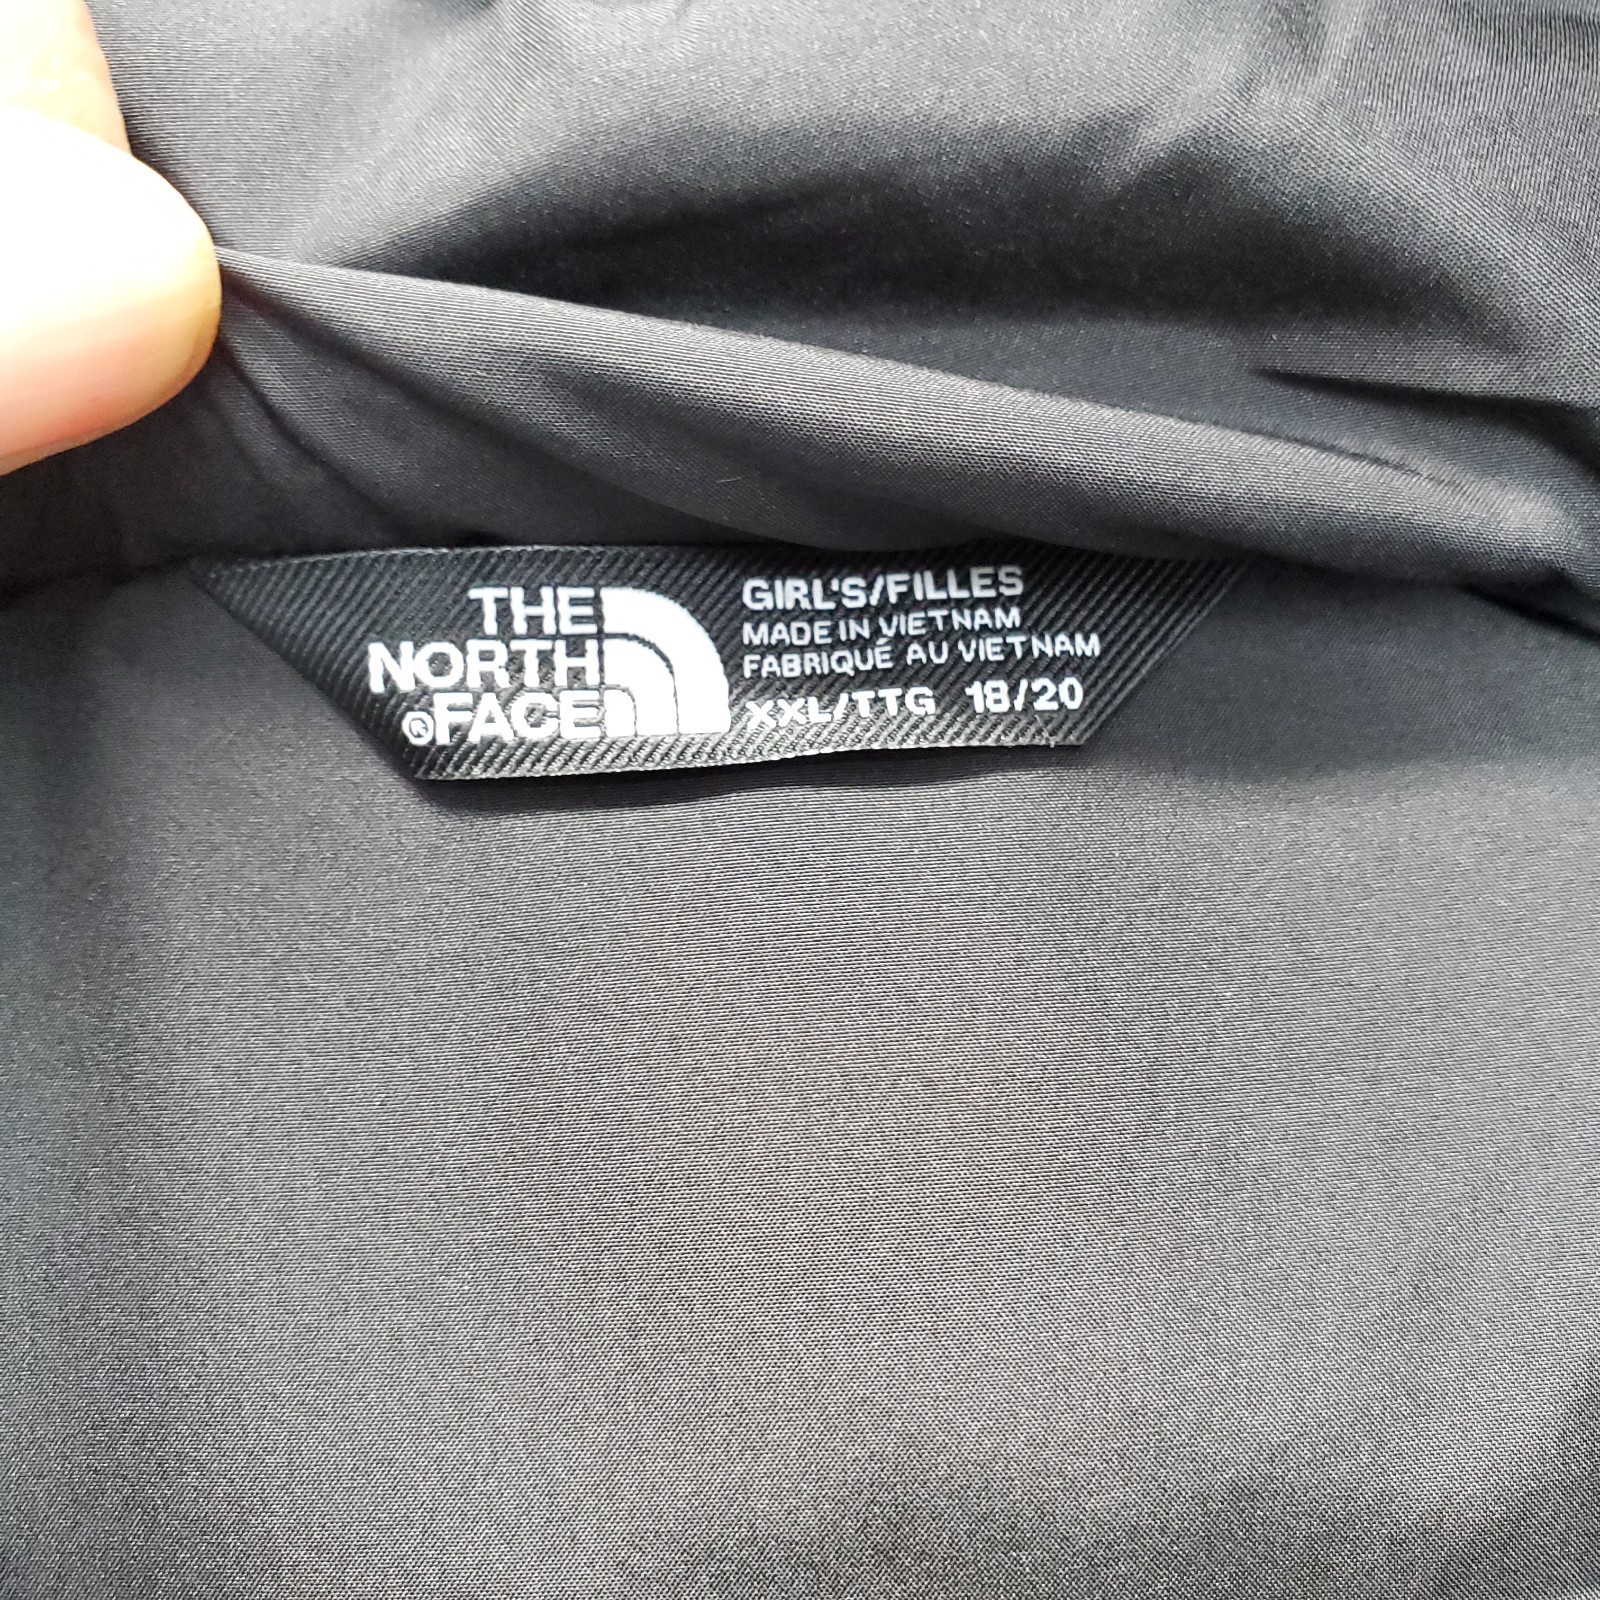 THE
NORTH
®FACE
GIRL'S/FILLES
MADE IN VIETNAM
FABRIQUÉ AU VIETNAM
XXL/TTG 18/20